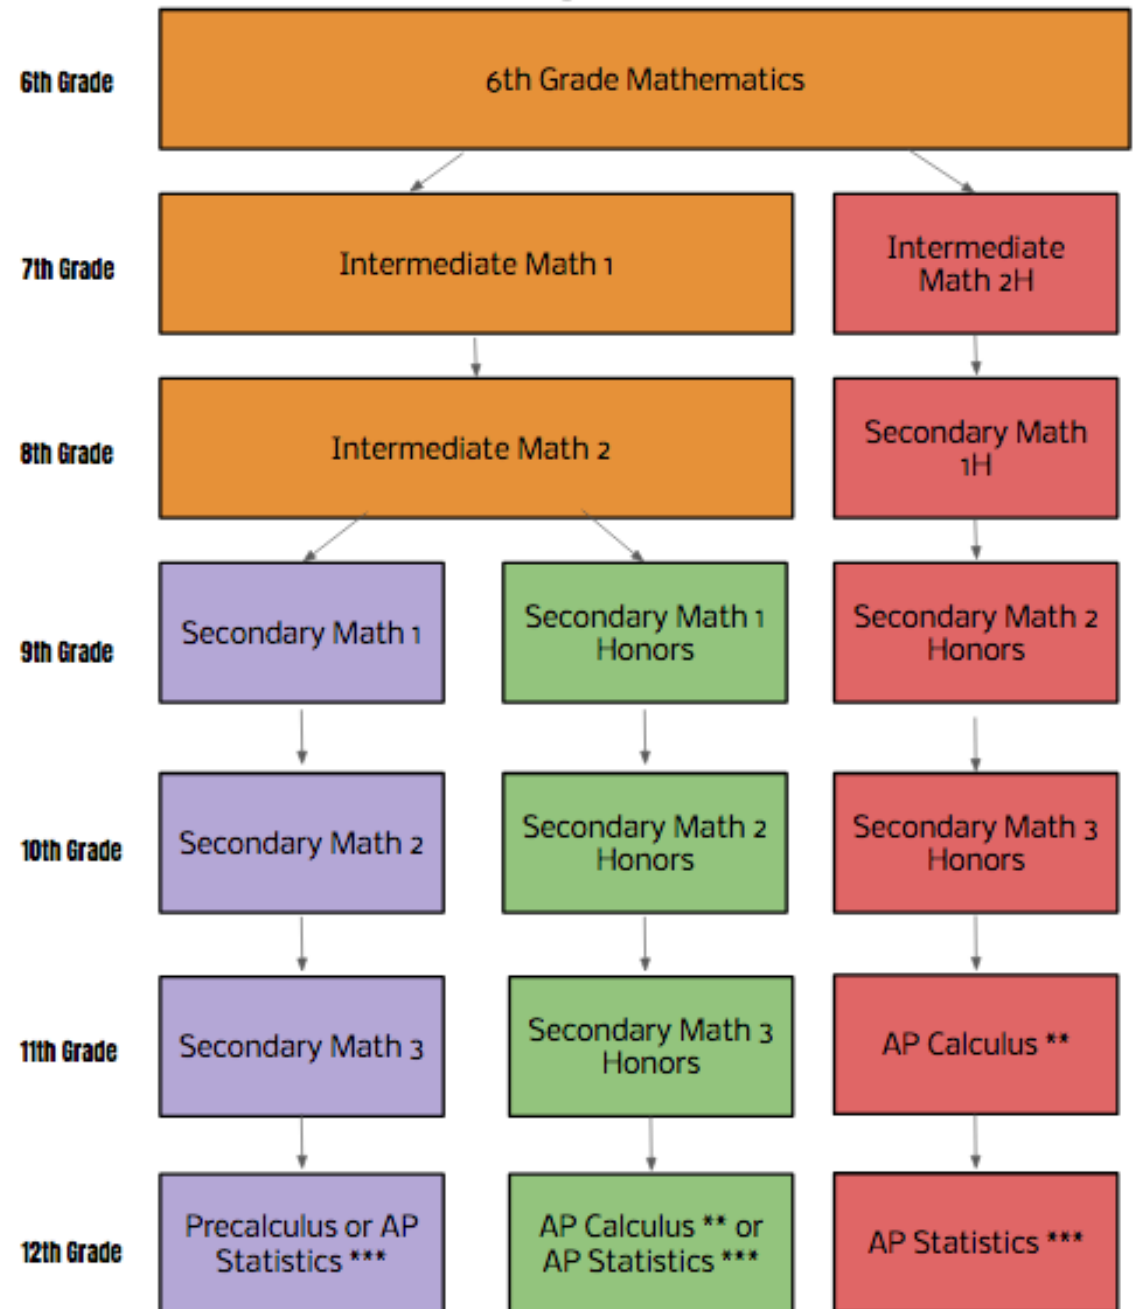 6th Grade
6th Grade Mathematics
7th Grade
Intermediate Math 1
Intermediate
Math 2H
8th Grade
Intermediate Math 2
Secondary Math
1H
9th Grade
Secondary Math 1
Secondary Math 1
Honors
Secondary Math 2
Honors
10th Grade
Secondary Math 2
Secondary Math 2
Honors
Secondary Math 3
Honors
11th Grade
Secondary Math 3
Secondary Math 3
Honors
AP Calculus **
12th Grade
Precalculus or AP
Statistics ***
AP Calculus ** or
AP Statistics ***
AP Statistics ***